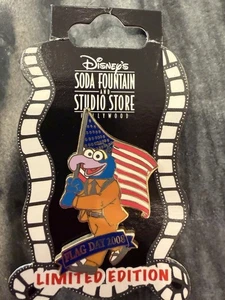 Disney's
SODA FOUNTAIN
AND
STUDIO STORE
HOLLYWOOD
FLAG DAY 2008
LIMITED EDITION